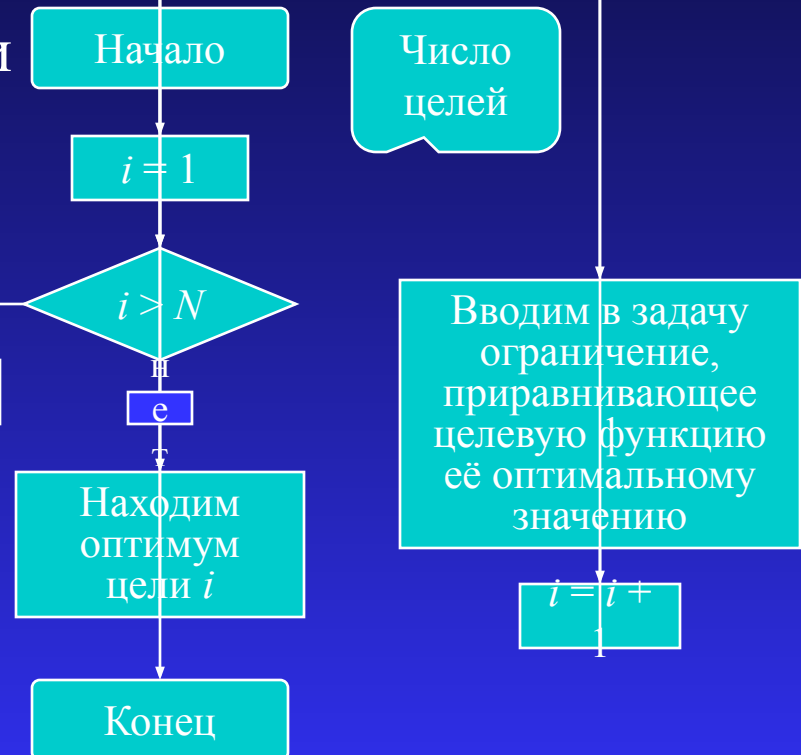 и
Начало
i = 1
i > N
н
е
т
Находим
оптимум
цели i
Конец
Число
целей
Вводим в задачу
ограничение,
приравнивающее
целевую функцию
её оптимальному
значению
i = i +
1